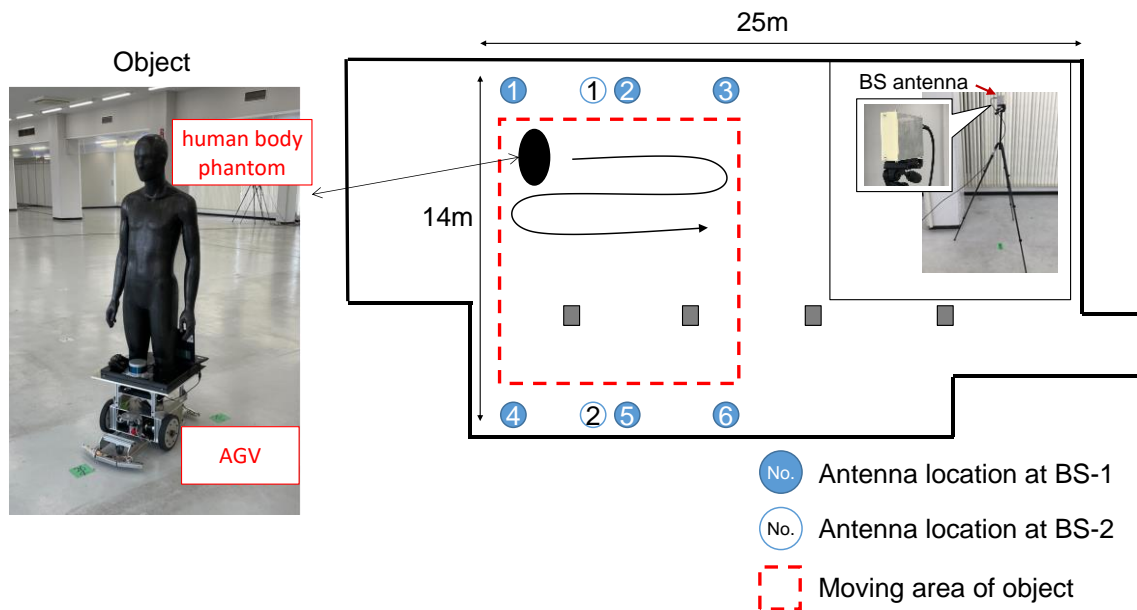 Object
human body
phantom
AGV
25m
14m
1
1
2
3
4
2
5
6
BS antenna
No.
Antenna location at BS-1
No.
Antenna location at BS-2
Moving area of object